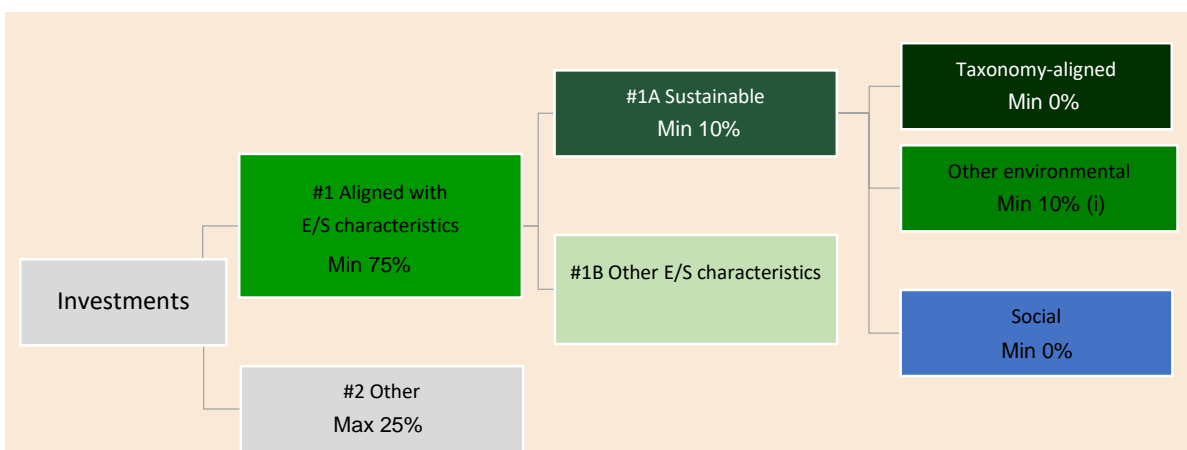 Investments
#1 Aligned with
E/S characteristics
Min 75%
#2 Other
Max 25%
#1A Sustainable
Min 10%
#1B Other E/S characteristics
Taxonomy-aligned
Min 0%
Other environmental
Min 10% (i)
Social
Min 0%